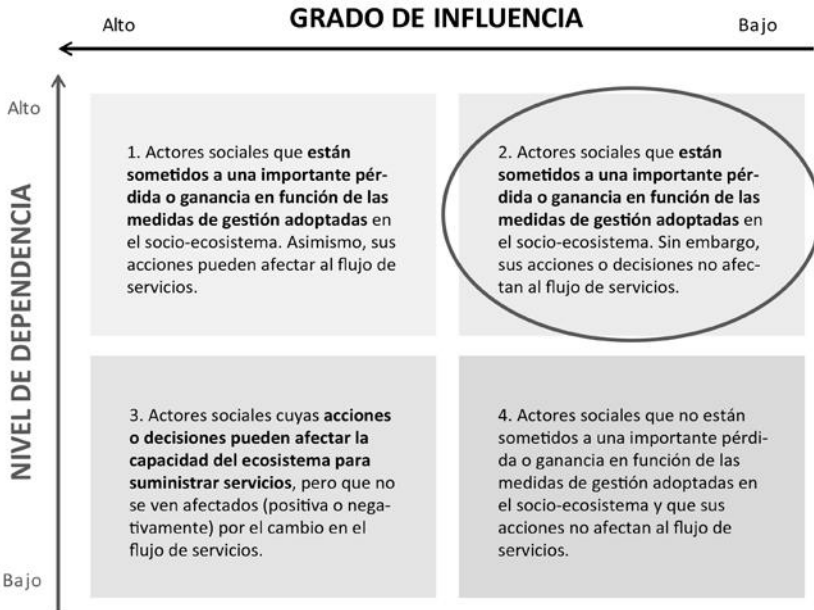 GRADO DE INFLUENCIA
Alto
Bajo
Alto
NIVEL DE DEPENDENCIA
Bajo
1. Actores sociales que están
sometidos a una importante pér-
dida o ganancia en función de las
medidas de gestión adoptadas en
el socio-ecosistema. Asimismo, sus
acciones pueden afectar al flujo de
servicios.
2. Actores sociales que están
sometidos a una importante pér-
dida o ganancia en función de las
medidas de gestión adoptadas en
el socio-ecosistema. Sin embargo,
sus acciones o decisiones no afec-
tan al flujo de servicios.
3. Actores sociales cuyas acciones
o decisiones pueden afectar la
capacidad del ecosistema para
suministrar servicios, pero que no
se ven afectados (positiva o nega-
tivamente) por el cambio en el
flujo de servicios.
4. Actores sociales que no están
sometidos a una importante pérdi-
da o ganancia en función de las
medidas de gestión adoptadas en
el socio-ecosistema y que sus
acciones no afectan al flujo de
servicios.